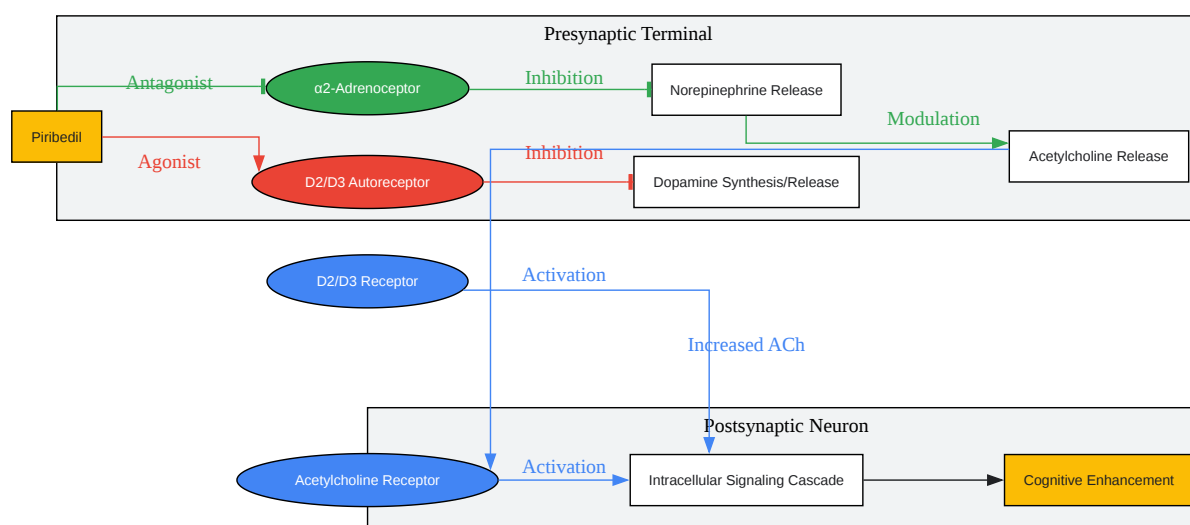 Presynaptic Terminal
Antagonist
α2-Adrenoceptor
Inhibition
Norepinephrine Release
Modulation
Piribedil
Agonist
D2/D3 Autoreceptor
Inhibition
Dopamine Synthesis/Release
Acetylcholine Release
D2/D3 Receptor
Activation
Increased ACh
Postsynaptic Neuron
Acetylcholine Receptor
Activation
Intracellular Signaling Cascade
Cognitive Enhancement